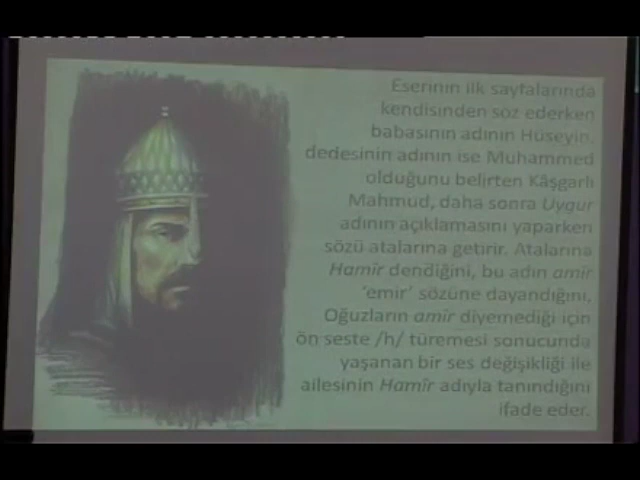 Eserinin ilk sayfalarında
kendisinden söz ederken
babasının adının Hüseyin,
dedesinin adının ise Muhammed
olduğunu belirten Kâşgarlı
Mahmud, daha sonra Uygur
adının açıklamasını yaparken
sözü atalarına getirir. Atalarına
Hamîr dendiğini, bu adın amîr
‘emir’ sözüne dayandığını,
Oğuzların amîr diyemediği için
ön seste /h/ türemesi sonucunda
yaşanan bir ses değişikliği ile
ailesinin Hamîr adıyla tanındığını
ifade eder.